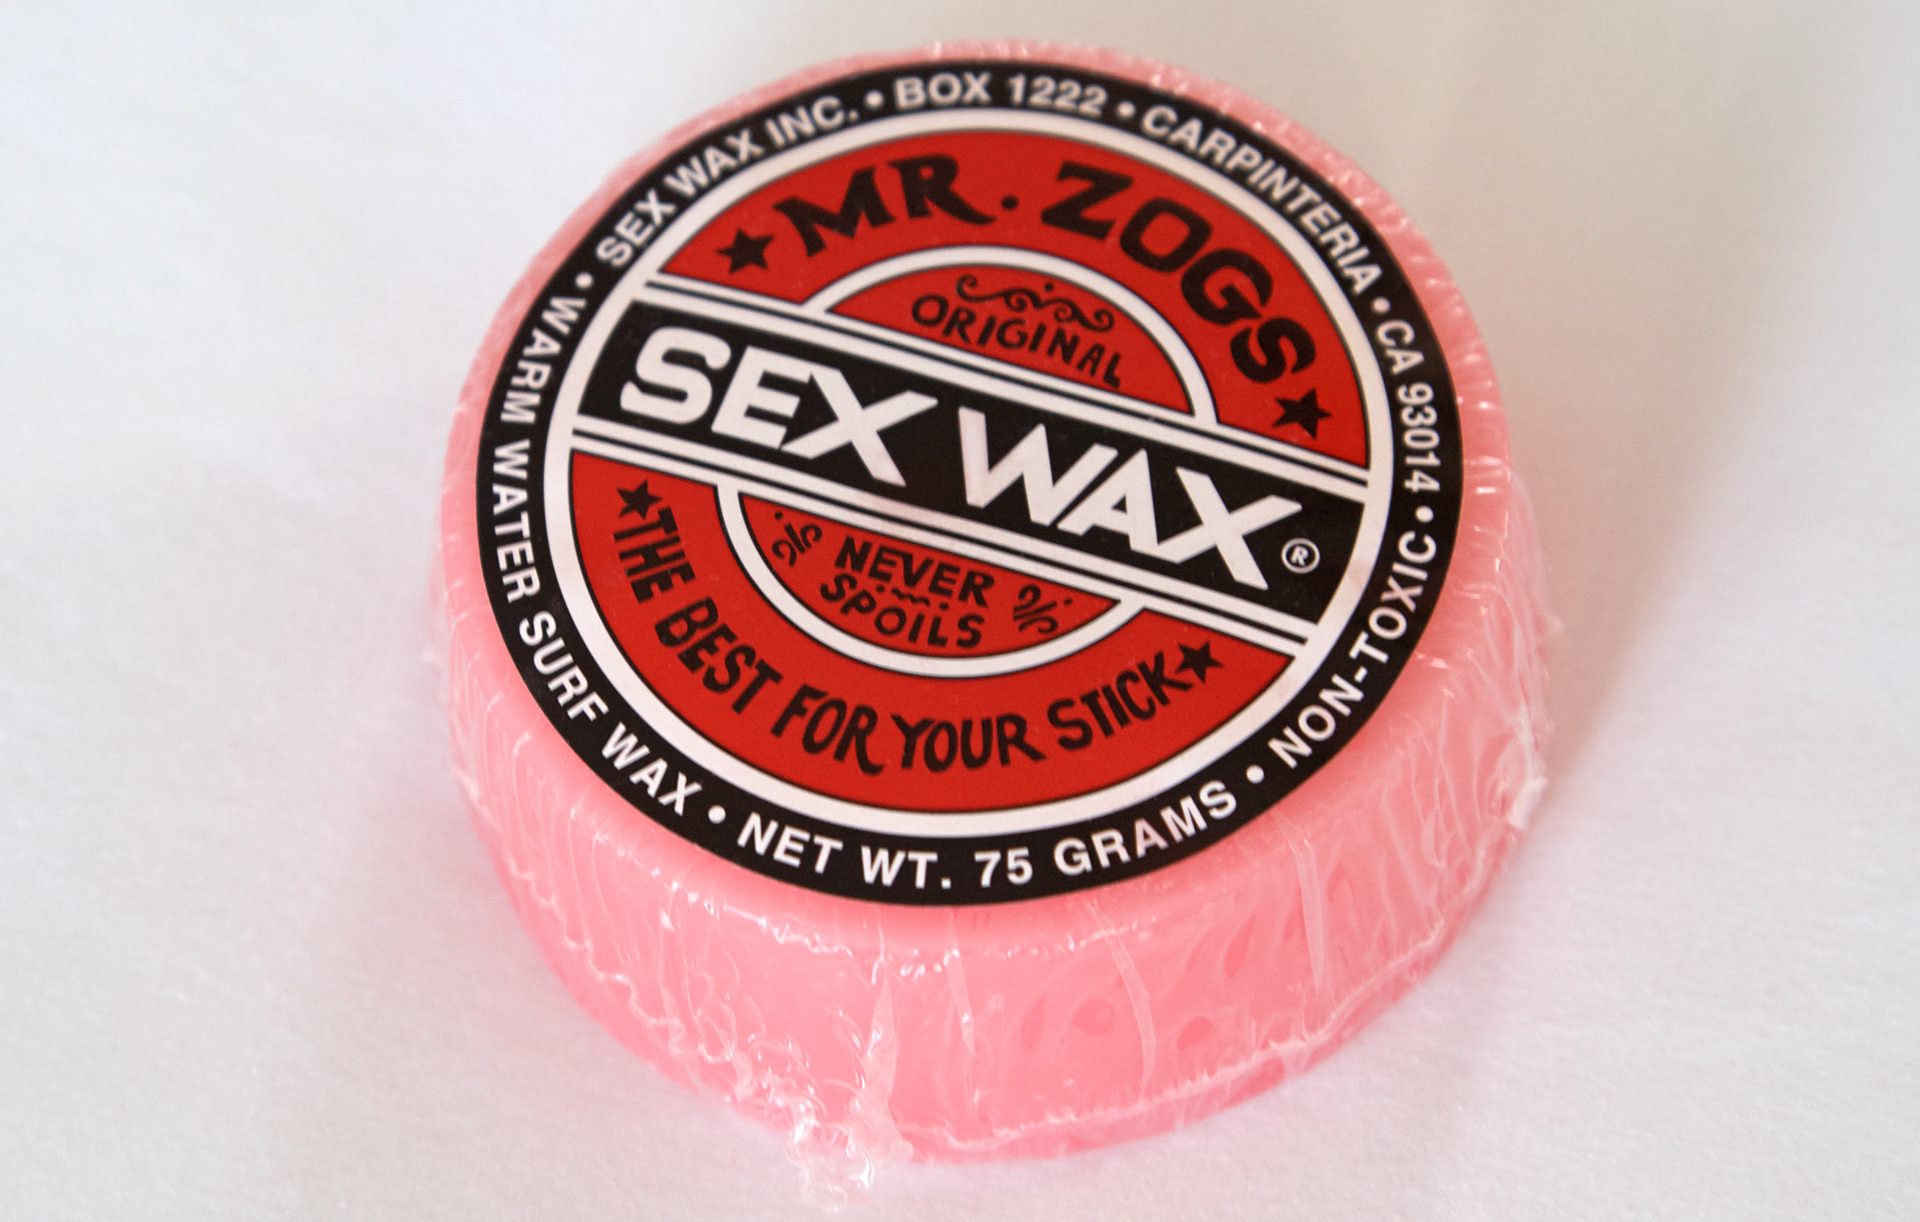 SEX WAX INC. • BOX 1222 • CARPINTERIA • CA 93014 • NON-TOXIC •
★ MR. ZOGS ★
ORIGINAL
SEX WAX®
NEVER
SPOILS
★ THE BEST FOR YOUR STICK ★
WARM WATER SURF WAX • NET WT. 75 GRAMS •